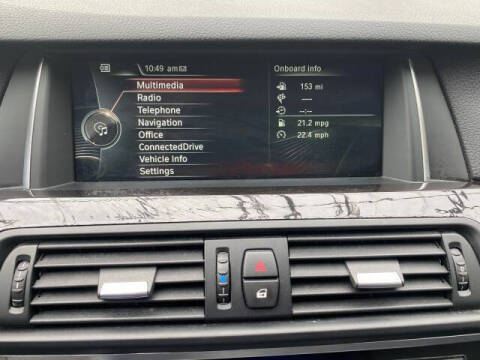 10:49 am
Onboard info
Multimedia
Radio
Telephone
Navigation
Office
ConnectedDrive
Vehicle Info
Settings
153 mi
---
--:--
21.2 mpg
22.4 mph